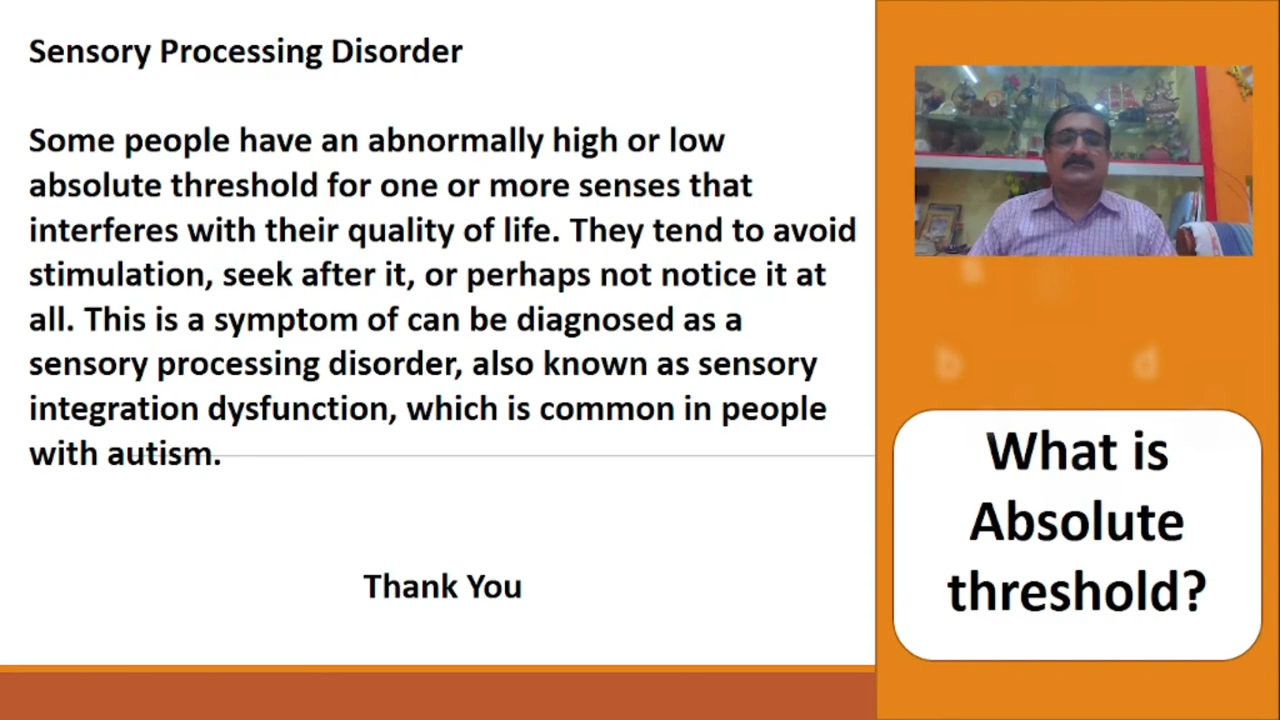 Sensory Processing Disorder
Some people have an abnormally high or low
absolute threshold for one or more senses that
interferes with their quality of life. They tend to avoid
stimulation, seek after it, or perhaps not notice it at
all. This is a symptom of can be diagnosed as a
sensory processing disorder, also known as sensory
integration dysfunction, which is common in people
with autism.
Thank You
b d
What is
Absolute
threshold?